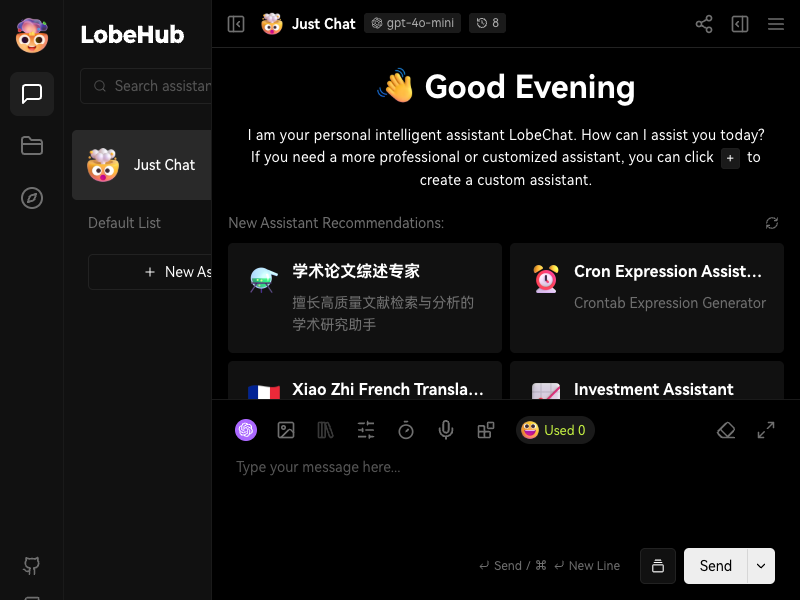 LobeHub
Search assistan
Just Chat
Default List
New As
Just Chat
gpt-4o-mini
8
Good Evening
I am your personal intelligent assistant LobeChat. How can I assist you today?
If you need a more professional or customized assistant, you can click + to
create a custom assistant.
New Assistant Recommendations:
学术论文综述专家
擅长高质量文献检索与分析的
学术研究助手
Cron Expression Assist...
Crontab Expression Generator
Xiao Zhi French Transla...
Investment Assistant
Used 0
Type your message here...
↵ Send / ⌘ ↵ New Line
Send